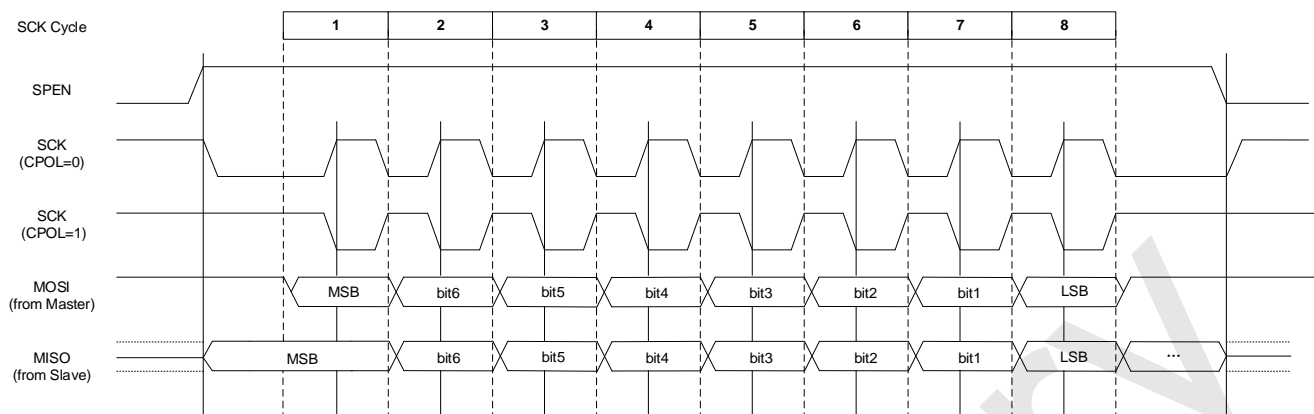 SCK Cycle 1 2 3 4 5 6 7 8
SPEN
SCK
(CPOL=0)
SCK
(CPOL=1)
MOSI
(from Master)
MSB bit6 bit5 bit4 bit3 bit2 bit1 LSB
MISO
(from Slave)
MSB bit6 bit5 bit4 bit3 bit2 bit1 LSB ...